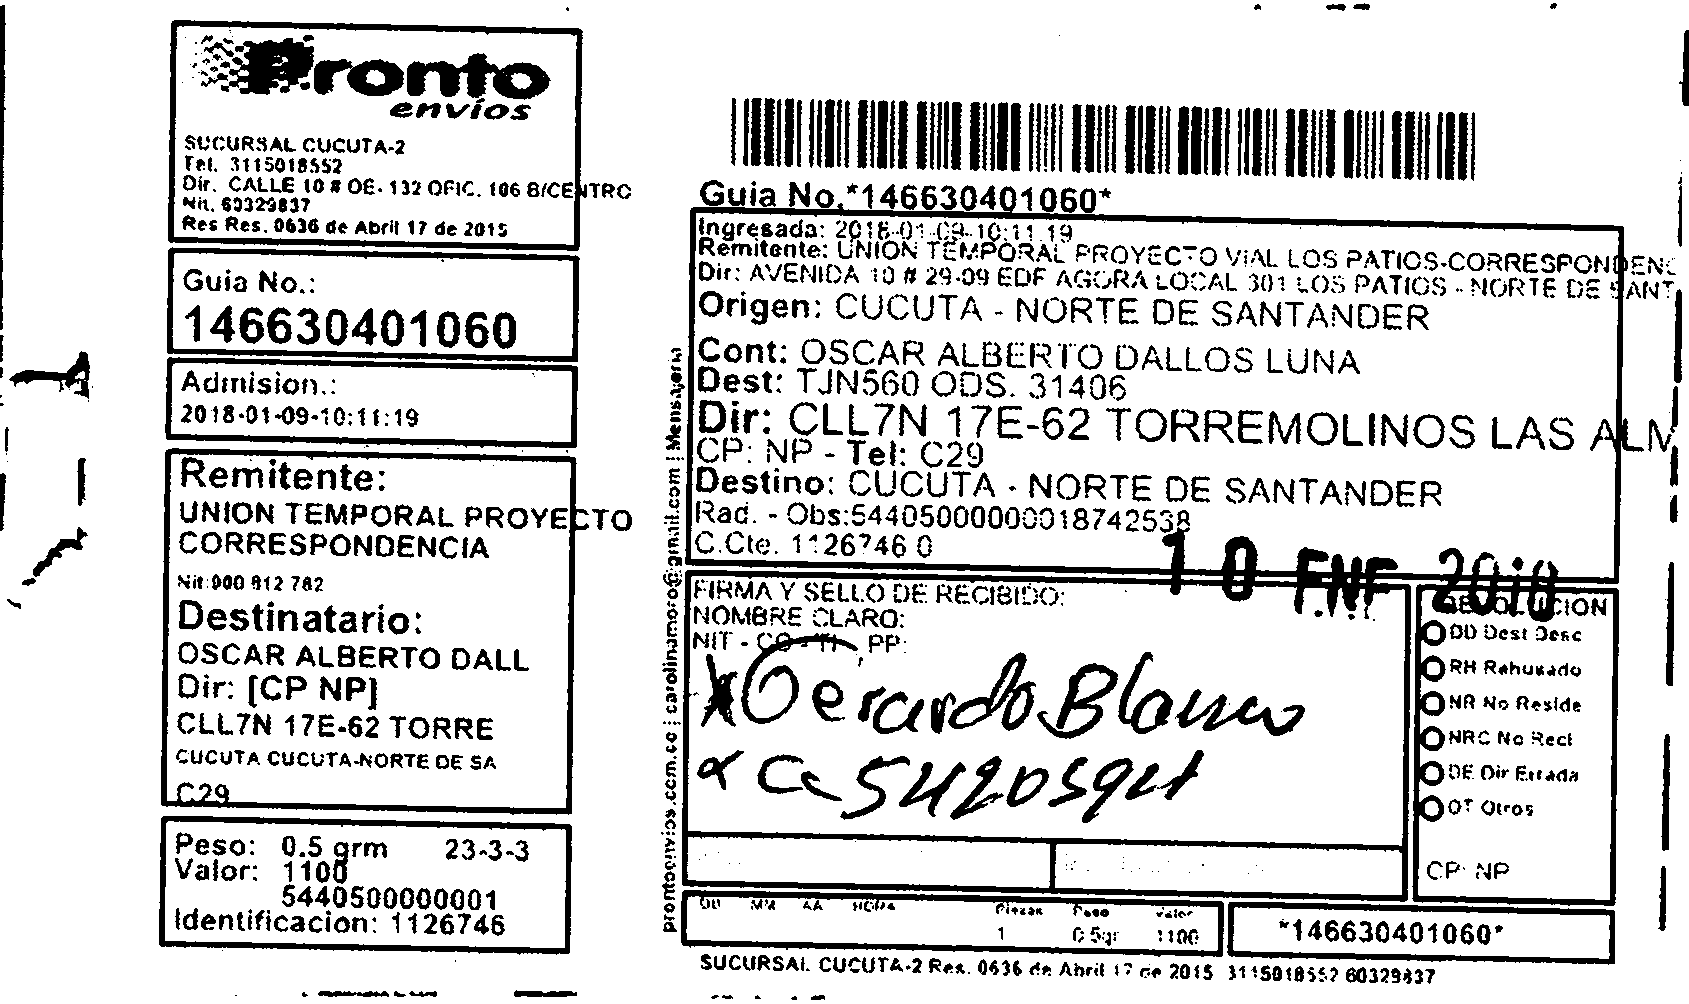 Pronto
envíos
SUCURSAL CUCUTA-2
Tel. 3115018552
Dir. CALLE 10 # OE- 132 OFIC. 106 B/CENTRO
Nit. 60329837
Res Res. 0636 de Abril 17 de 2015
Guia No.:
146630401060
Admision.:
2018-01-09-10:11:19
Remitente:
UNION TEMPORAL PROYECTO
CORRESPONDENCIA
Nit:900 812 782
Destinatario:
OSCAR ALBERTO DALL
Dir: [CP NP]
CLL7N 17E-62 TORRE
CUCUTA CUCUTA-NORTE DE SA
C29
Peso: 0.5 grm 23-3-3
Valor: 1100
5440500000001
Identificacion: 1126746
prontoenvios.com.co | carolinamoro@gmail.com | Mensajeria
Guia No.*146630401060*
Ingresada: 2018-01-09-10:11:19
Remitente: UNION TEMPORAL PROYECTO VIAL LOS PATIOS-CORRESPONDENC
Dir: AVENIDA 10 # 29-09 EDF AGORA LOCAL 301 LOS PATIOS - NORTE DE SANT
Origen: CUCUTA - NORTE DE SANTANDER
Cont: OSCAR ALBERTO DALLOS LUNA
Dest: TJN560 ODS. 31406
Dir: CLL7N 17E-62 TORREMOLINOS LAS ALM
CP: NP - Tel: C29
Destino: CUCUTA - NORTE DE SANTANDER
Rad. - Obs:54405000000018742538
C.Cte. 1126746 0
10 ENE 2018
FIRMA Y SELLO DE RECIBIDO:
NOMBRE CLARO:
NIT - CC - TI , PP:
Gerardo Blanco
cc 54205941
DEVOLUCION
DD Dest Desc
RH Rehusado
NR No Reside
NRC No Recl
DE Dir Errada
OT Otros
CP: NP
DD MM AA HORA Piezas Peso Valor
1 0.5gr 1100
*146630401060*
SUCURSAL CUCUTA-2 Res. 0636 de Abril 17 de 2015 3115018552 60329837